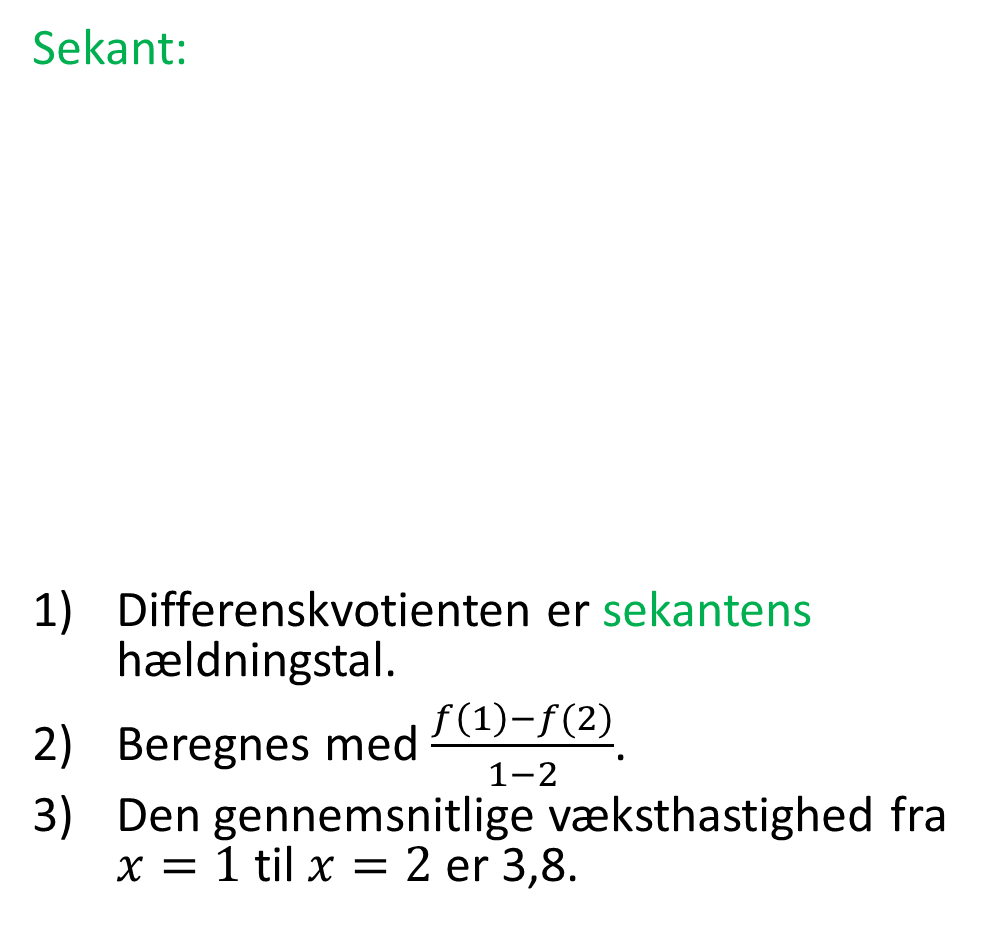 Sekant:
1) Differenskvotienten er sekantens
hældningstal.
2) Beregnes med \frac{f(1)−f(2)}{1−2}.
3) Den gennemsnitlige væksthastighed fra
x = 1 til x = 2 er 3,8.